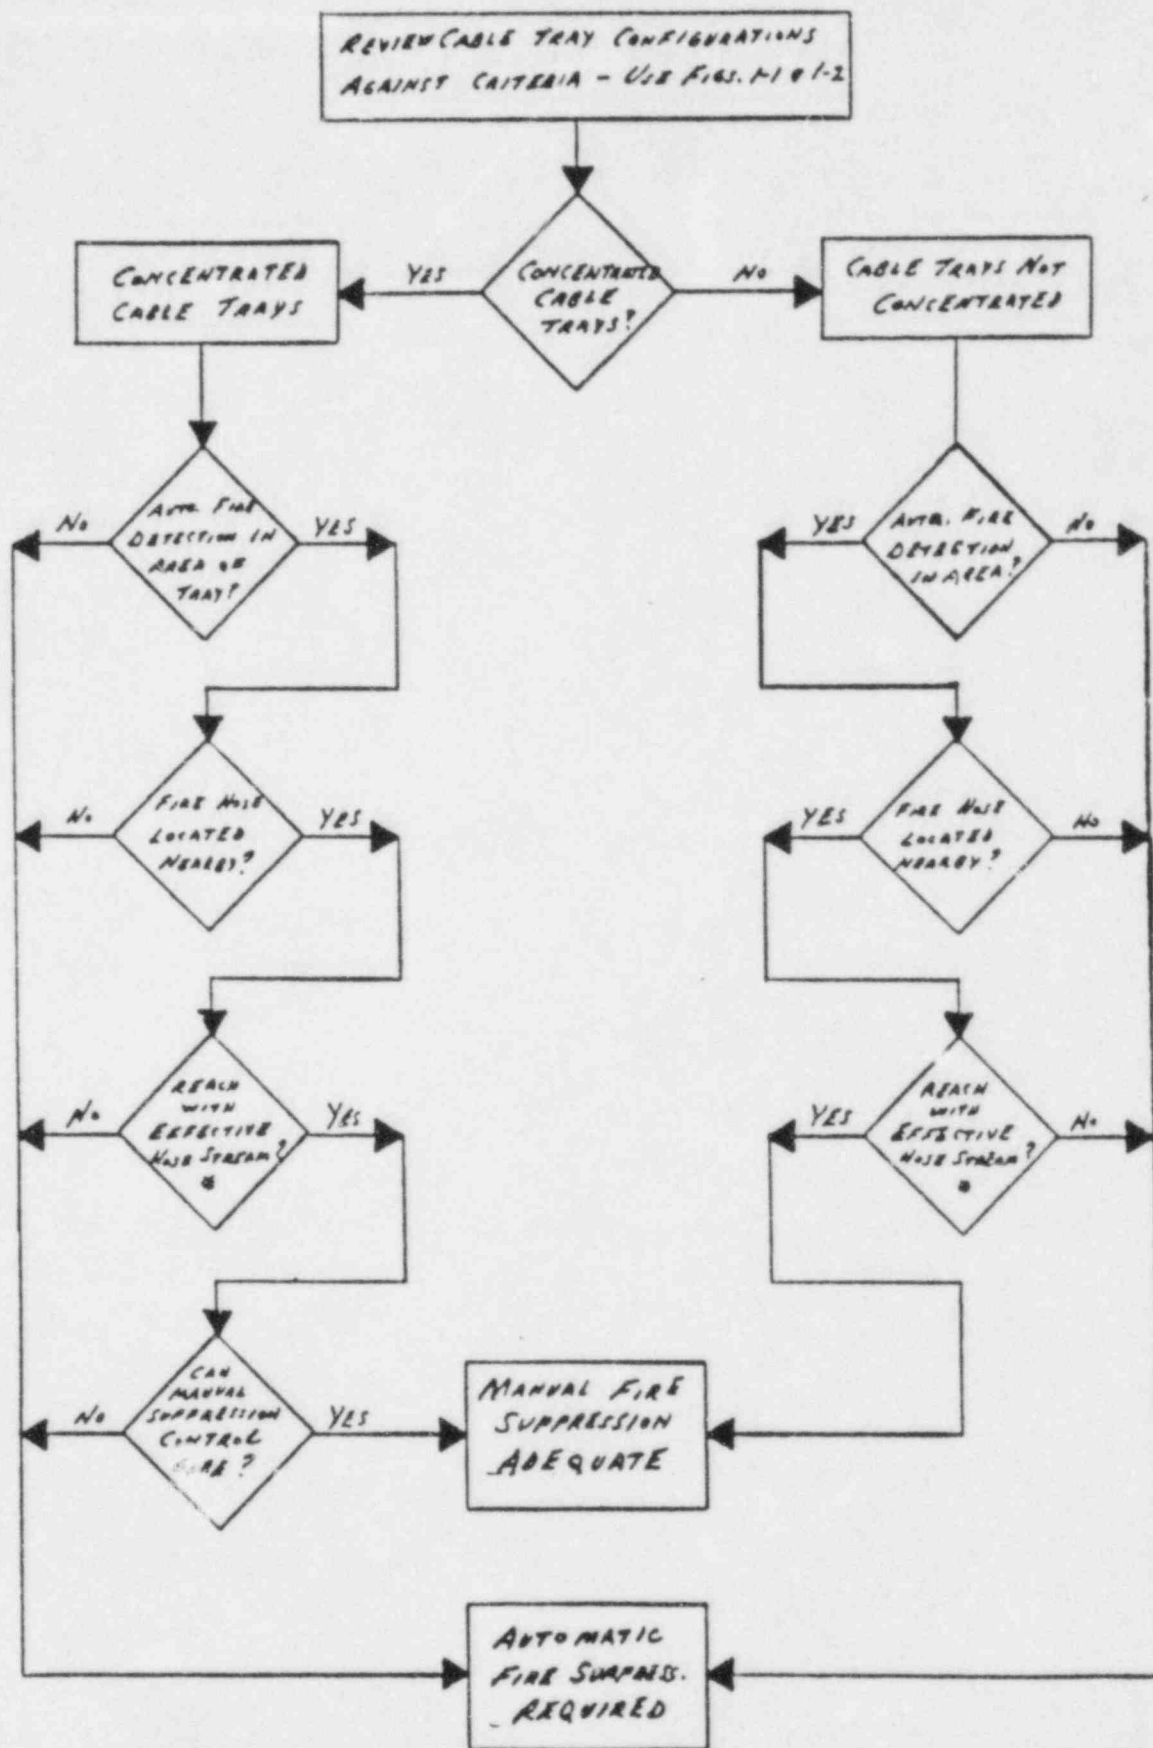 REVIEW CABLE TRAY CONFIGURATIONS
AGAINST CRITERIA - USE FIGS. 1-1 & 1-2
CONCENTRATED
CABLE
TRAYS?
YES
NO
CONCENTRATED
CABLE TRAYS
CABLE TRAYS NOT
CONCENTRATED
AUTO. FIRE
DETECTION IN
AREA OF
TRAY?
NO
YES
AUTO. FIRE
DETECTION
IN AREA?
YES
NO
FIRE HOSE
LOCATED
NEARBY?
NO
YES
FIRE HOSE
LOCATED
NEARBY?
YES
NO
REACH
WITH
EFFECTIVE
HOSE STREAM?
*
NO
YES
REACH
WITH
EFFECTIVE
HOSE STREAM?
*
YES
NO
CAN
MANUAL
SUPPRESSION
CONTROL
FIRE?
NO
YES
MANUAL FIRE
SUPPRESSION
ADEQUATE
AUTOMATIC
FIRE SUPPRESS.
REQUIRED